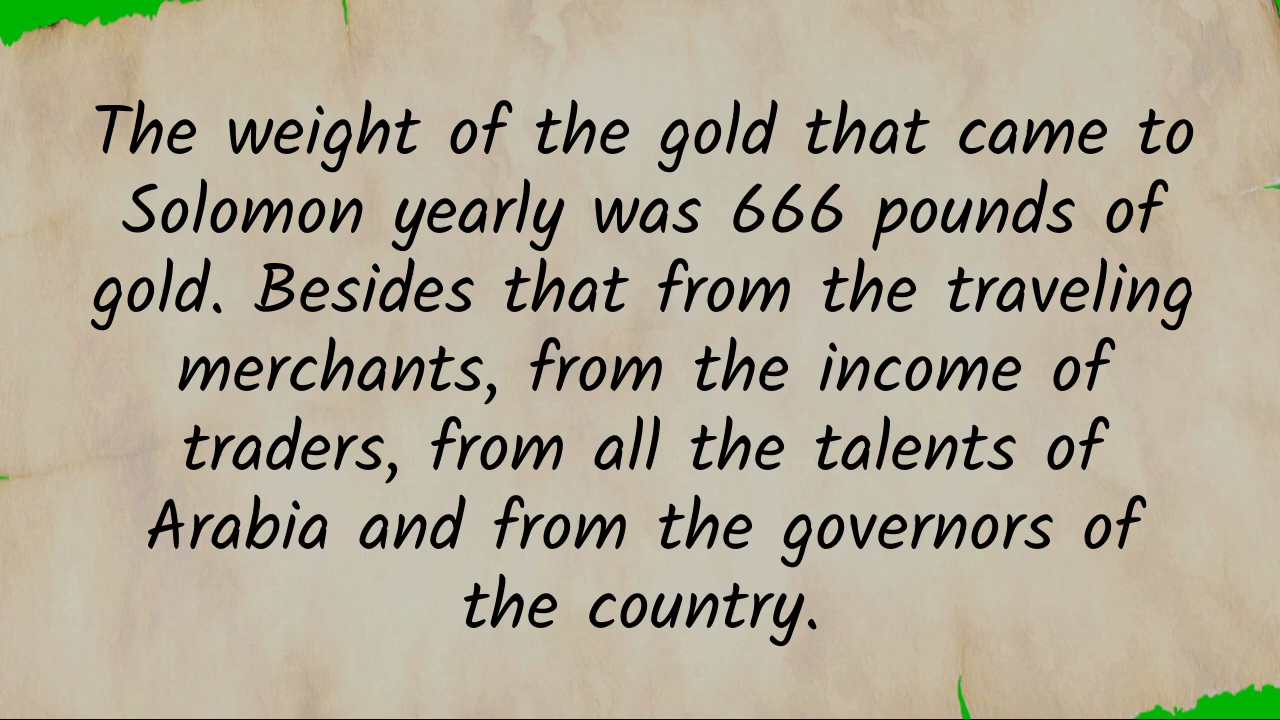 The weight of the gold that came to
Solomon yearly was 666 pounds of
gold. Besides that from the traveling
merchants, from the income of
traders, from all the talents of
Arabia and from the governors of
the country.